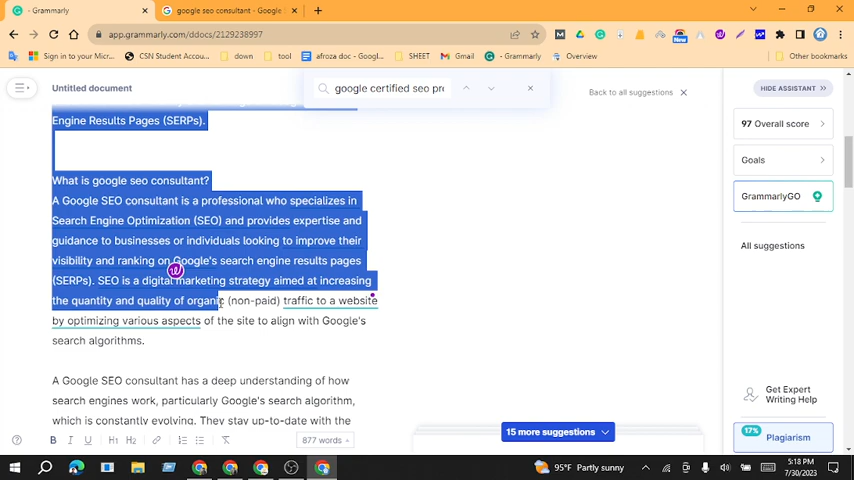 Grammarly
google seo consultant - Google
app.grammarly.com/ddocs/2129238997
Sign in to your Micr...
CSN Student Accou...
down
tool
afroza doc - Googl...
SHEET
Gmail
- Grammarly
Overview
Other bookmarks
Untitled document
google certified seo pr
Back to all suggestions
HIDE ASSISTANT
Engine Results Pages (SERPs).
97 Overall score
Goals
What is google seo consultant?
A Google SEO consultant is a professional who specializes in
GrammarlyGO
Search Engine Optimization (SEO) and provides expertise and
guidance to businesses or individuals looking to improve their
All suggestions
visibility and ranking on Google's search engine results pages
(SERPs). SEO is a digital marketing strategy aimed at increasing
the quantity and quality of organic (non-paid) traffic to a website
by optimizing various aspects of the site to align with Google's
search algorithms.
A Google SEO consultant has a deep understanding of how
search engines work, particularly Google's search algorithm,
which is constantly evolving. They stay up-to-date with the
Get Expert
Writing Help
15 more suggestions
B I U H1 H2
877 words
17%
Plagiarism
95°F Partly sunny
5:18 PM
7/30/2023